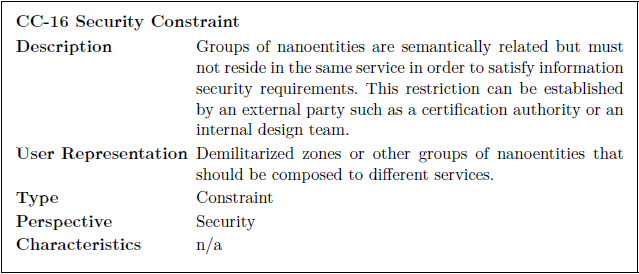 CC-16 Security Constraint
Description Groups of nanoentities are semantically related but must
not reside in the same service in order to satisfy information
security requirements. This restriction can be established
by an external party such as a certification authority or an
internal design team.
User Representation Demilitarized zones or other groups of nanoentities that
should be composed to different services.
Type Constraint
Perspective Security
Characteristics n/a